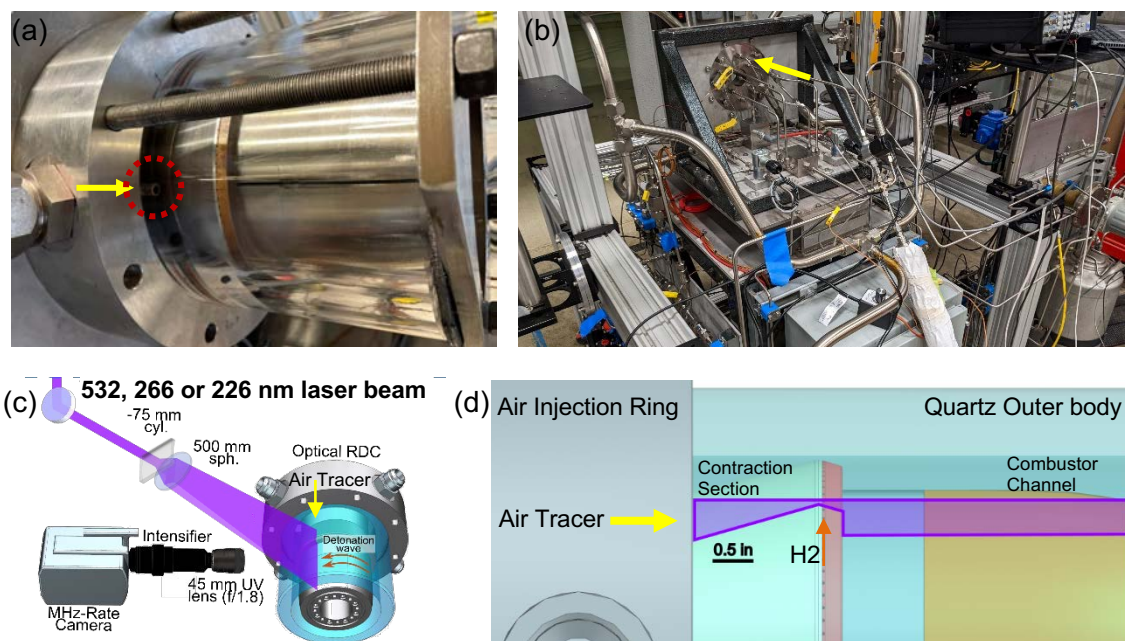 (a)
(b)
(c)
532, 266 or 226 nm laser beam
-75 mm
cyl.
500 mm
sph.
Optical RDC
Air Tracer
Intensifier
Detonation
wave
45 mm UV
lens (f/1.8)
MHz-Rate
Camera
(d)
Air Injection Ring
Quartz Outer body
Contraction
Section
Combustor
Channel
Air Tracer
0.5 in
H2